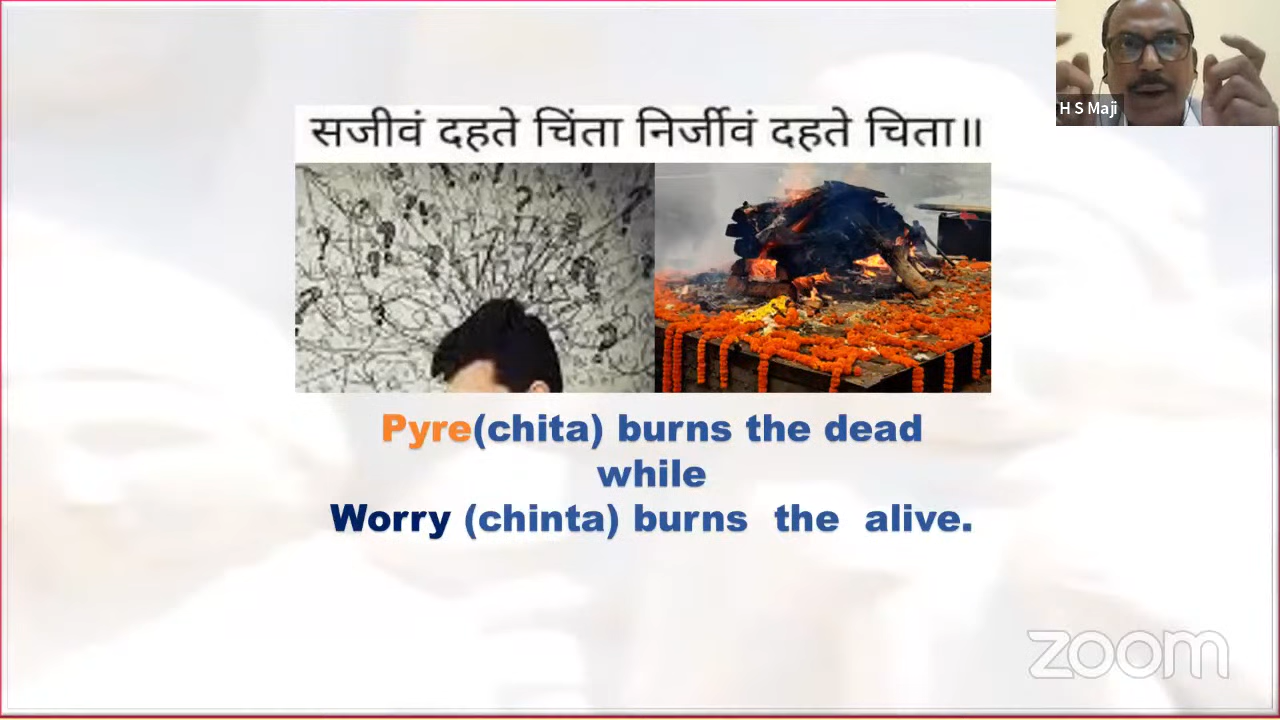 सजीवं दहते चिंता निर्जीवं दहते चिता॥
H S Maji
Pyre(chita) burns the dead
while
Worry (chinta) burns the alive.
zoom